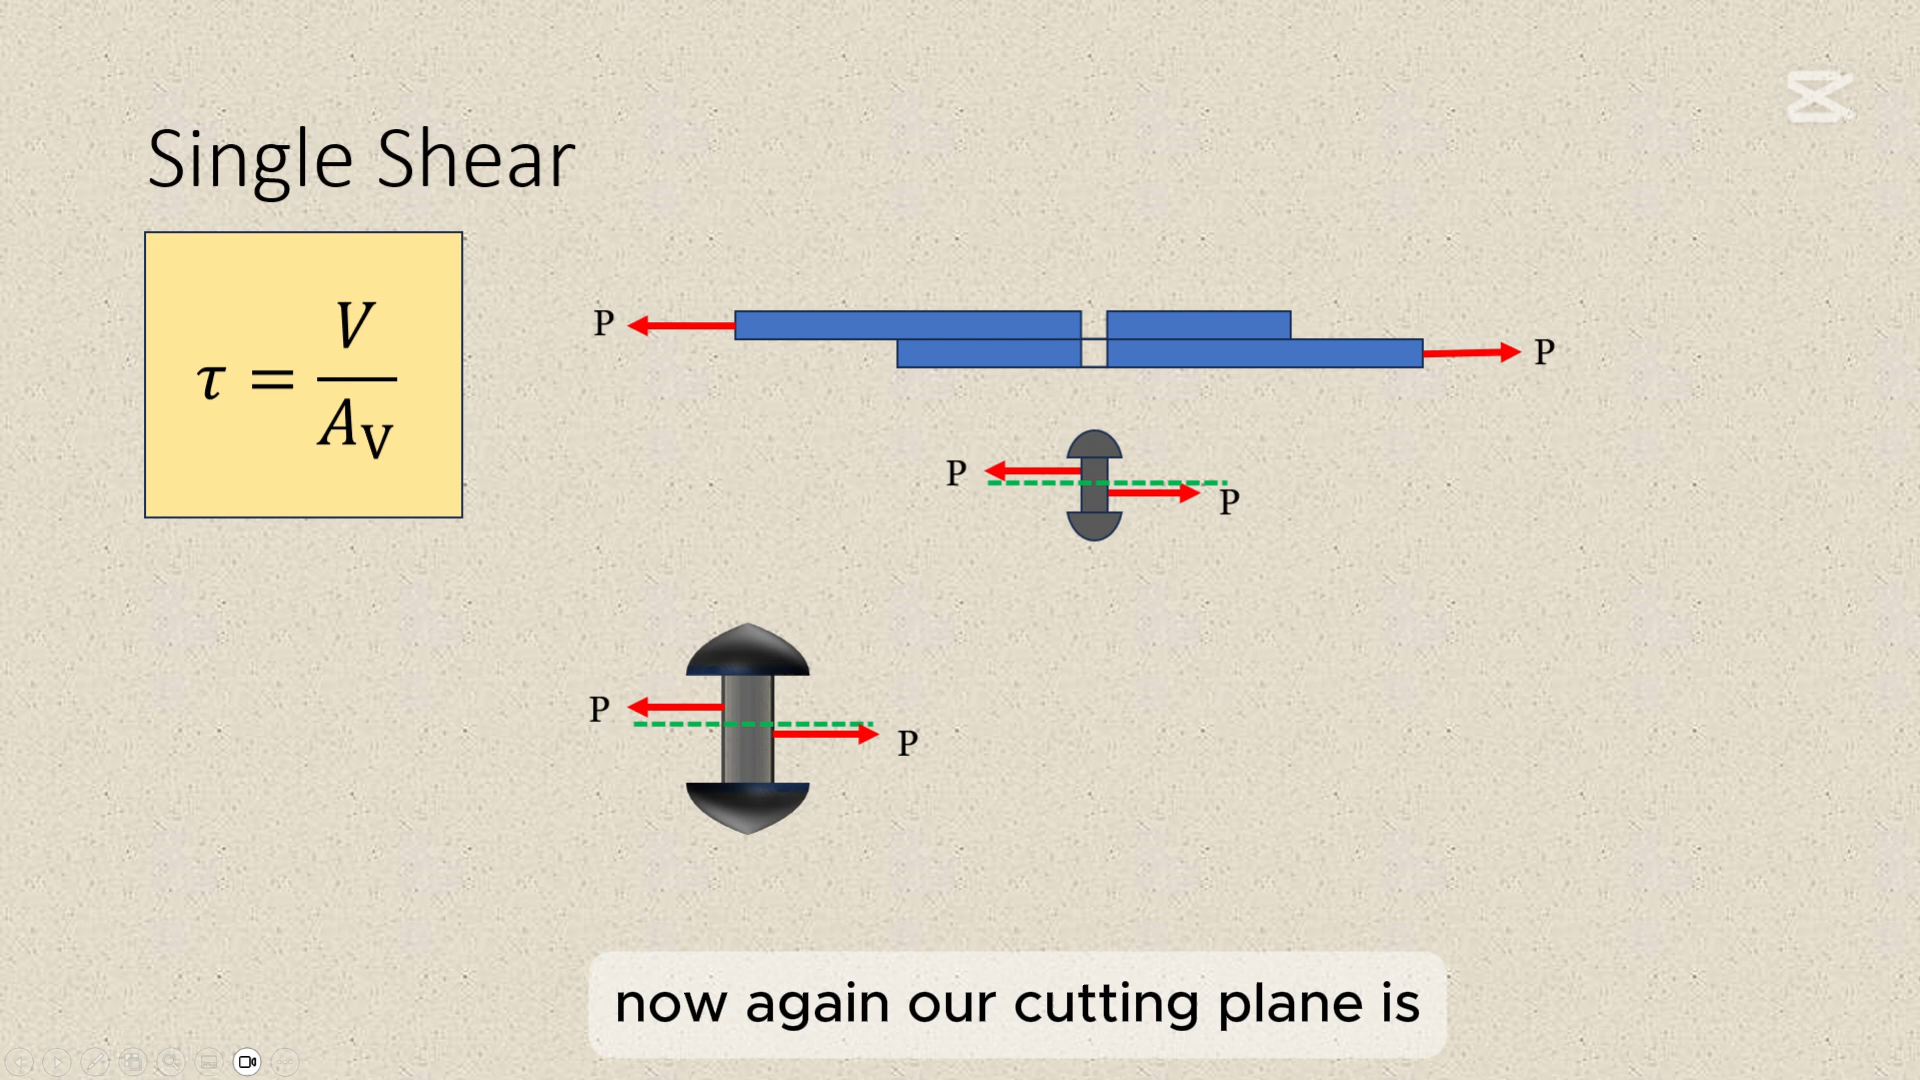 Single Shear
τ = V / A_V
P
P
P
P
P
P
now again our cutting plane is